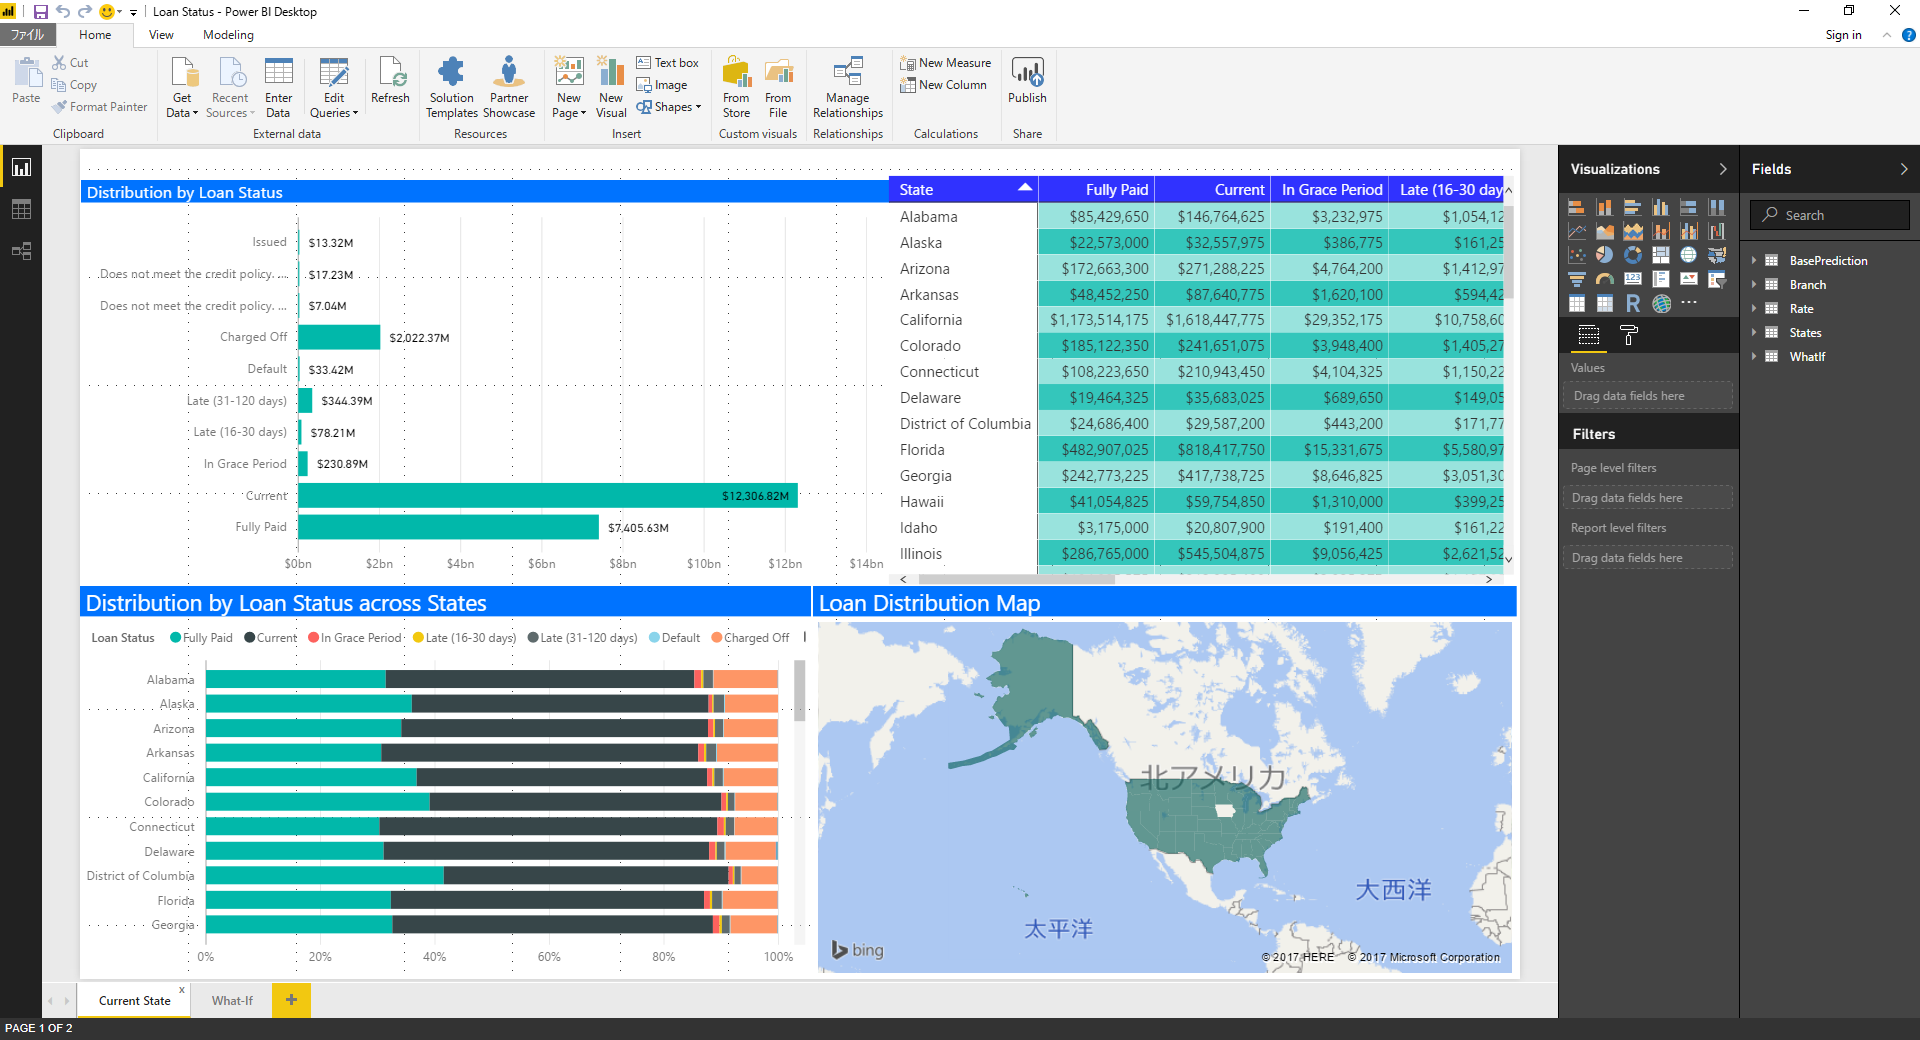 Loan Status - Power BI Desktop
ファイル Home View Modeling Sign in
Paste Cut Copy Format Painter
Clipboard
Get Data Recent Sources Enter Data Edit Queries Refresh
External data
Solution Templates Partner Showcase
Resources
New Page New Visual Text box Image Shapes
Insert
From Store From File
Custom visuals
Manage Relationships
Relationships
New Measure
New Column
Calculations
Publish
Share
Distribution by Loan Status
Issued $13.32M
Does not meet the credit policy. ... $17.23M
Does not meet the credit policy. ... $7.04M
Charged Off $2,022.37M
Default $33.42M
Late (31-120 days) $344.39M
Late (16-30 days) $78.21M
In Grace Period $230.89M
Current $12,306.82M
Fully Paid $7,405.63M
$0bn $2bn $4bn $6bn $8bn $10bn $12bn $14bn
State Fully Paid Current In Grace Period Late (16-30 day
Alabama $85,429,650 $146,764,625 $3,232,975 $1,054,12
Alaska $22,573,000 $32,557,975 $386,775 $161,25
Arizona $172,663,300 $271,288,225 $4,764,200 $1,412,97
Arkansas $48,452,250 $87,640,775 $1,620,100 $594,42
California $1,173,514,175 $1,618,447,775 $29,352,175 $10,758,60
Colorado $185,122,350 $241,651,075 $3,948,400 $1,405,27
Connecticut $108,223,650 $210,943,450 $4,104,325 $1,150,22
Delaware $19,464,325 $35,683,025 $689,650 $149,05
District of Columbia $24,686,400 $29,587,200 $443,200 $171,77
Florida $482,907,025 $818,417,750 $15,331,675 $5,580,97
Georgia $242,773,225 $417,738,725 $8,646,825 $3,051,30
Hawaii $41,054,825 $59,754,850 $1,310,000 $399,25
Idaho $3,175,000 $20,807,900 $191,400 $161,22
Illinois $286,765,000 $545,504,875 $9,056,425 $2,621,52
Distribution by Loan Status across States
Loan Status Fully Paid Current In Grace Period Late (16-30 days) Late (31-120 days) Default Charged Off
Alabama
Alaska
Arizona
Arkansas
California
Colorado
Connecticut
Delaware
District of Columbia
Florida
Georgia
0% 20% 40% 60% 80% 100%
Loan Distribution Map
北アメリカ
大西洋
太平洋
bing
© 2017 HERE © 2017 Microsoft Corporation
Visualizations
Values
Drag data fields here
Filters
Page level filters
Drag data fields here
Report level filters
Drag data fields here
Fields
Search
BasePrediction
Branch
Rate
States
WhatIf
Current State What-If
PAGE 1 OF 2